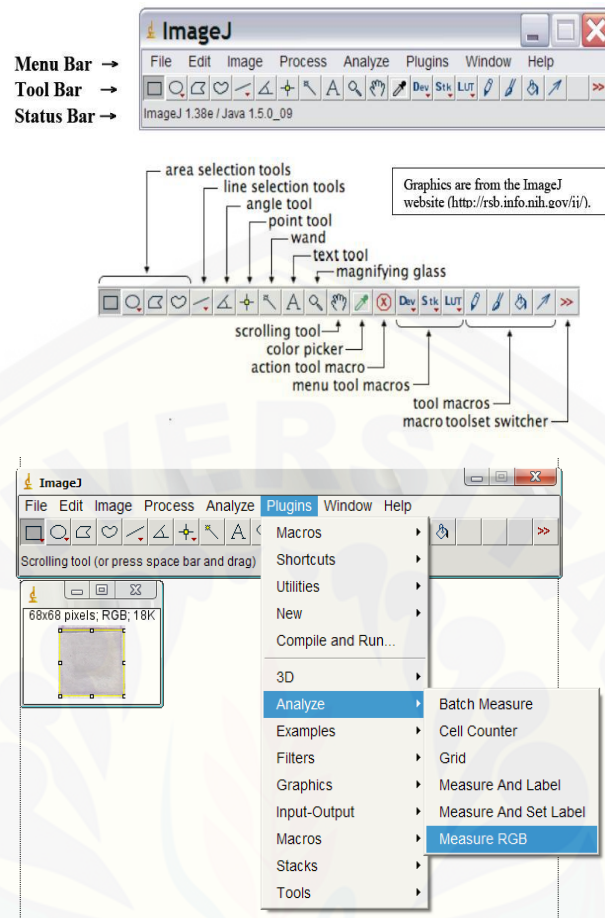 ImageJ
Menu Bar →
File Edit Image Process Analyze Plugins Window Help
Tool Bar →
A Dev Stk LUT >>
Status Bar →
ImageJ 1.38e / Java 1.5.0_09
area selection tools
line selection tools
angle tool
point tool
wand
text tool
magnifying glass
Graphics are from the ImageJ
website (http://rsb.info.nih.gov/ij/).
A Dev Stk LUT >>
scrolling tool
color picker
action tool macro
menu tool macros
tool macros
macro toolset switcher
ImageJ
File Edit Image Process Analyze Plugins Window Help
A >>
Scrolling tool (or press space bar and drag)
68x68 pixels; RGB; 18K
Macros
Shortcuts
Utilities
New
Compile and Run...
3D
Analyze
Examples
Filters
Graphics
Input-Output
Macros
Stacks
Tools
Batch Measure
Cell Counter
Grid
Measure And Label
Measure And Set Label
Measure RGB